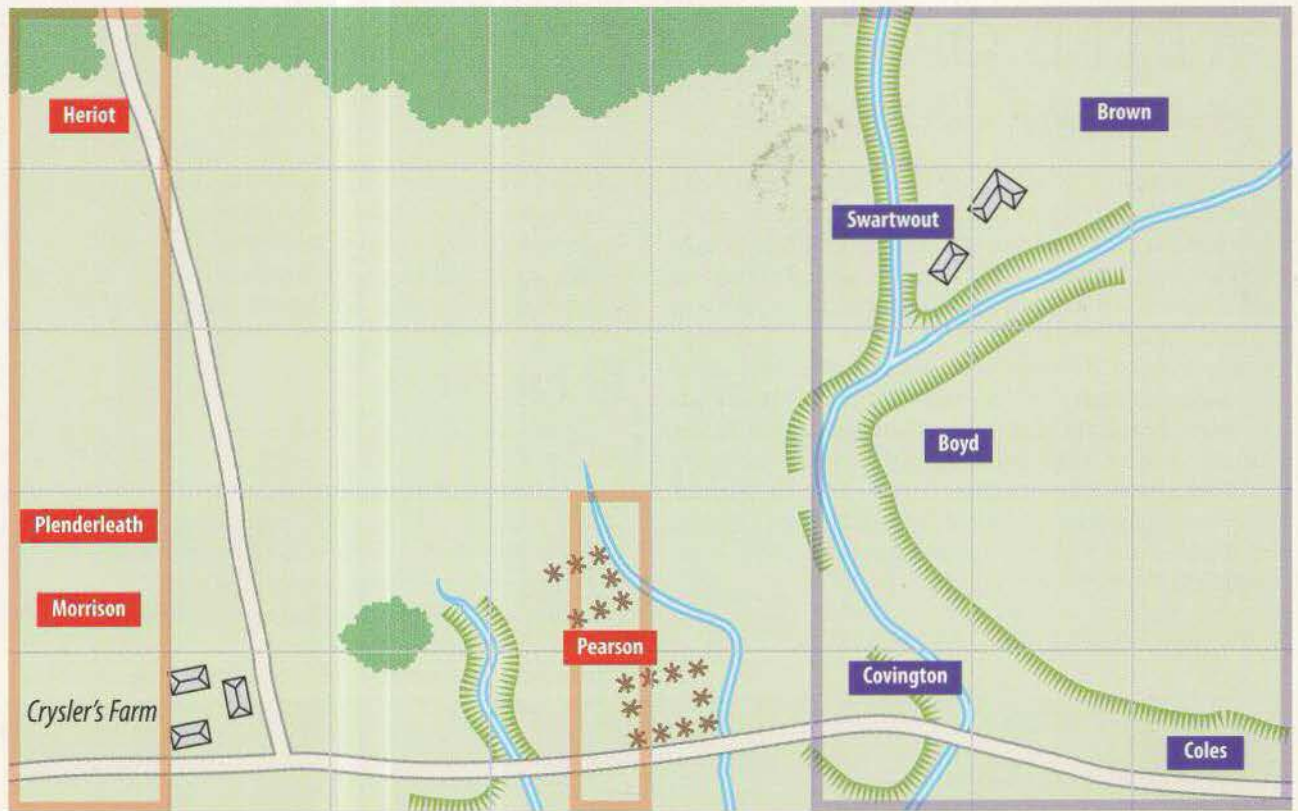 Heriot
Brown
Swartwout
Boyd
Plenderleath
Morrison
Pearson
Covington
Crysler's Farm
Coles